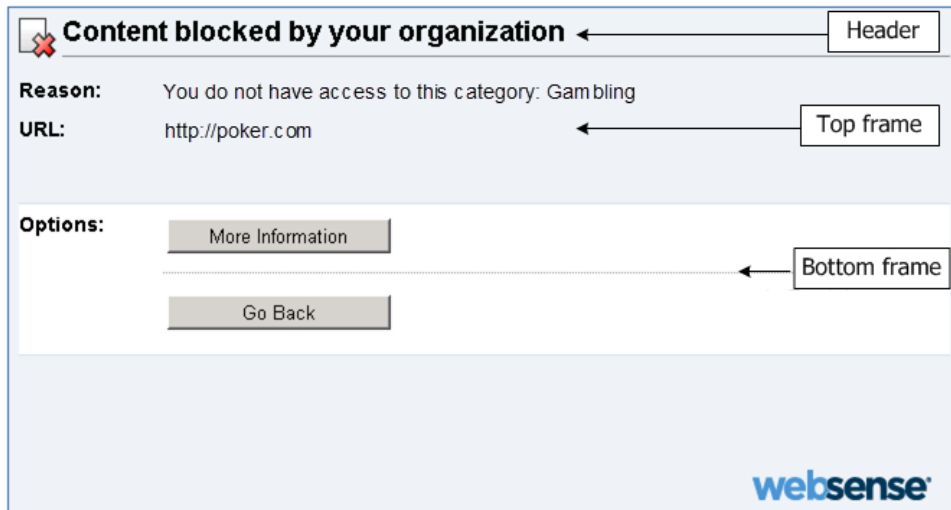 Content blocked by your organization
Header
Reason: You do not have access to this category: Gambling
URL: http://poker.com
Top frame
Options: More Information
Bottom frame
Go Back
websense